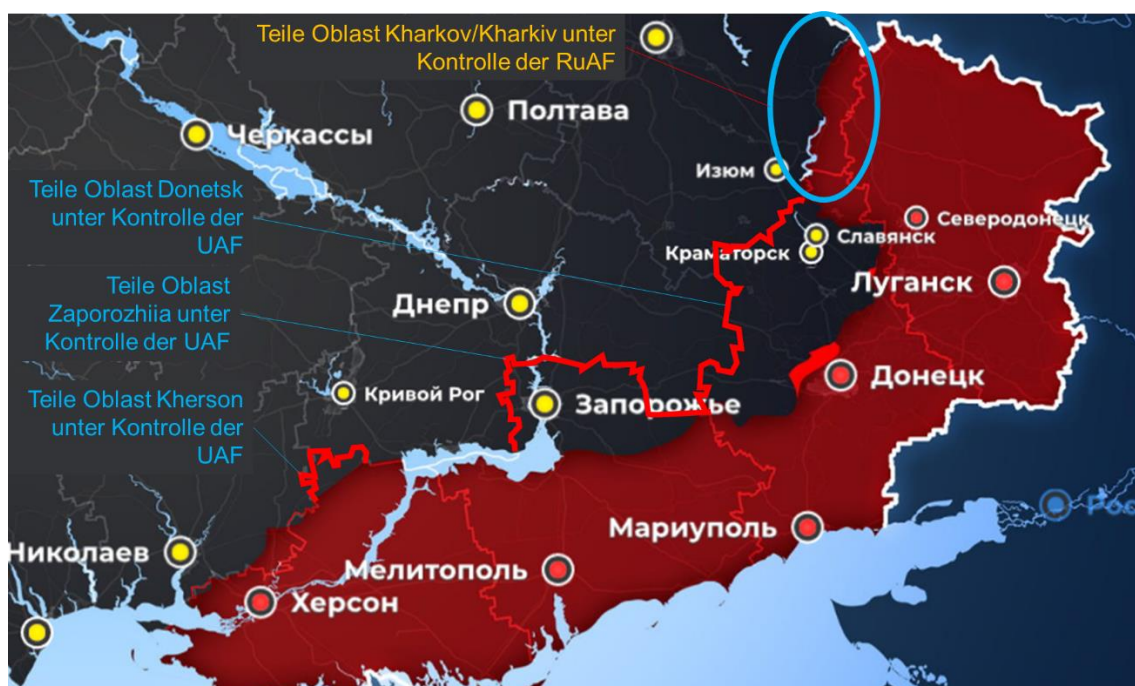 Teile Oblast Kharkov/Kharkiv unter
Kontrolle der RuAF
Полтава
Черкассы
Изюм
Teile Oblast Donetsk
unter Kontrolle der
UAF
Северодонецк
Славянск
Краматорск
Луганск
Teile Oblast
Zaporozhiia unter
Kontrolle der UAF
Днепр
Донецк
Кривой Рог
Запорожье
Teile Oblast Kherson
unter Kontrolle der
UAF
Мариуполь
Николаев
Мелитополь
Херсон